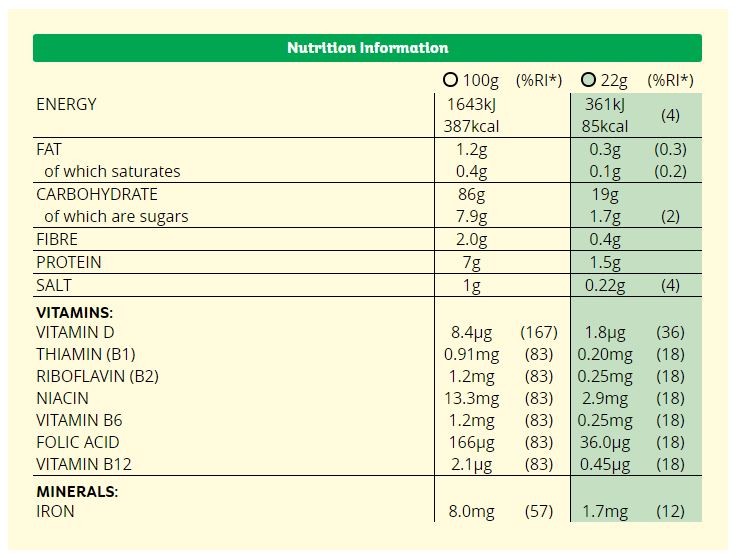 Nutrition Information
100g (%RI*) 22g (%RI*)
ENERGY 1643kJ 361kJ (4)
387kcal 85kcal
FAT 1.2g 0.3g (0.3)
of which saturates 0.4g 0.1g (0.2)
CARBOHYDRATE 86g 19g
of which are sugars 7.9g 1.7g (2)
FIBRE 2.0g 0.4g
PROTEIN 7g 1.5g
SALT 1g 0.22g (4)
VITAMINS:
VITAMIN D 8.4µg (167) 1.8µg (36)
THIAMIN (B1) 0.91mg (83) 0.20mg (18)
RIBOFLAVIN (B2) 1.2mg (83) 0.25mg (18)
NIACIN 13.3mg (83) 2.9mg (18)
VITAMIN B6 1.2mg (83) 0.25mg (18)
FOLIC ACID 166µg (83) 36.0µg (18)
VITAMIN B12 2.1µg (83) 0.45µg (18)
MINERALS:
IRON 8.0mg (57) 1.7mg (12)